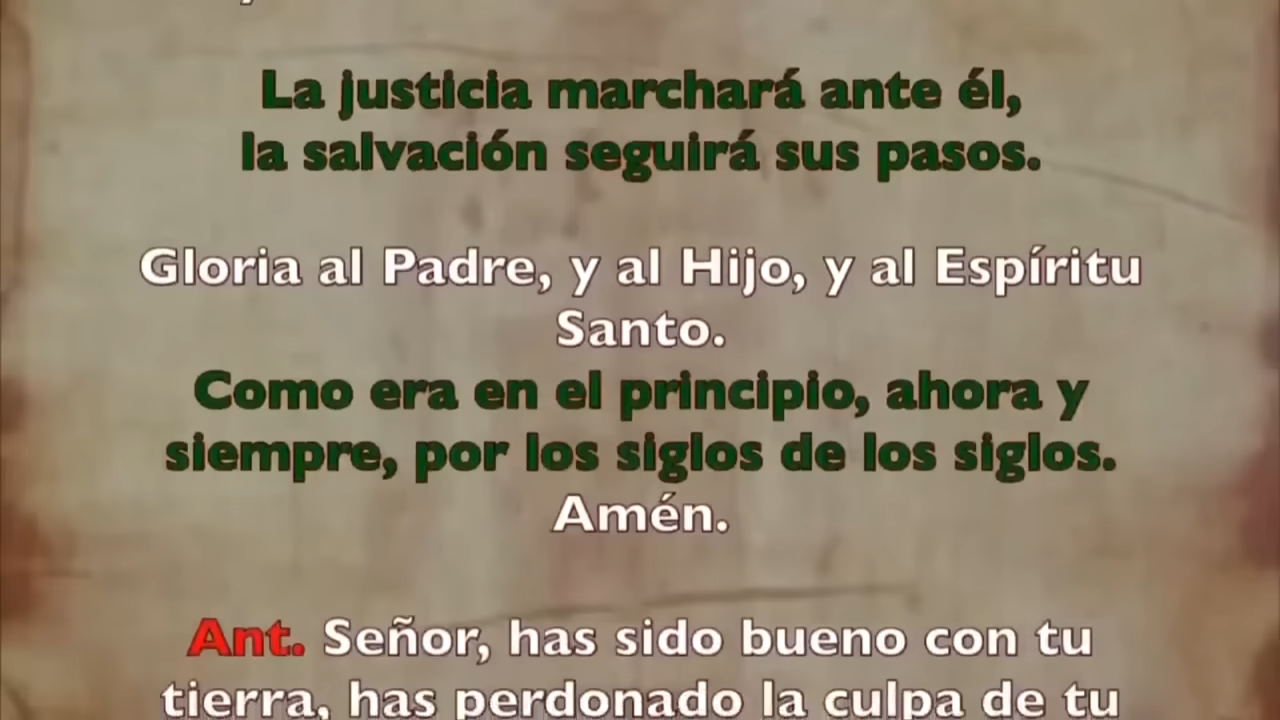 La justicia marchará ante él,
la salvación seguirá sus pasos.
Gloria al Padre, y al Hijo, y al Espíritu
Santo.
Como era en el principio, ahora y
siempre, por los siglos de los siglos.
Amén.
Ant. Señor, has sido bueno con tu
tierra, has perdonado la culpa de tu